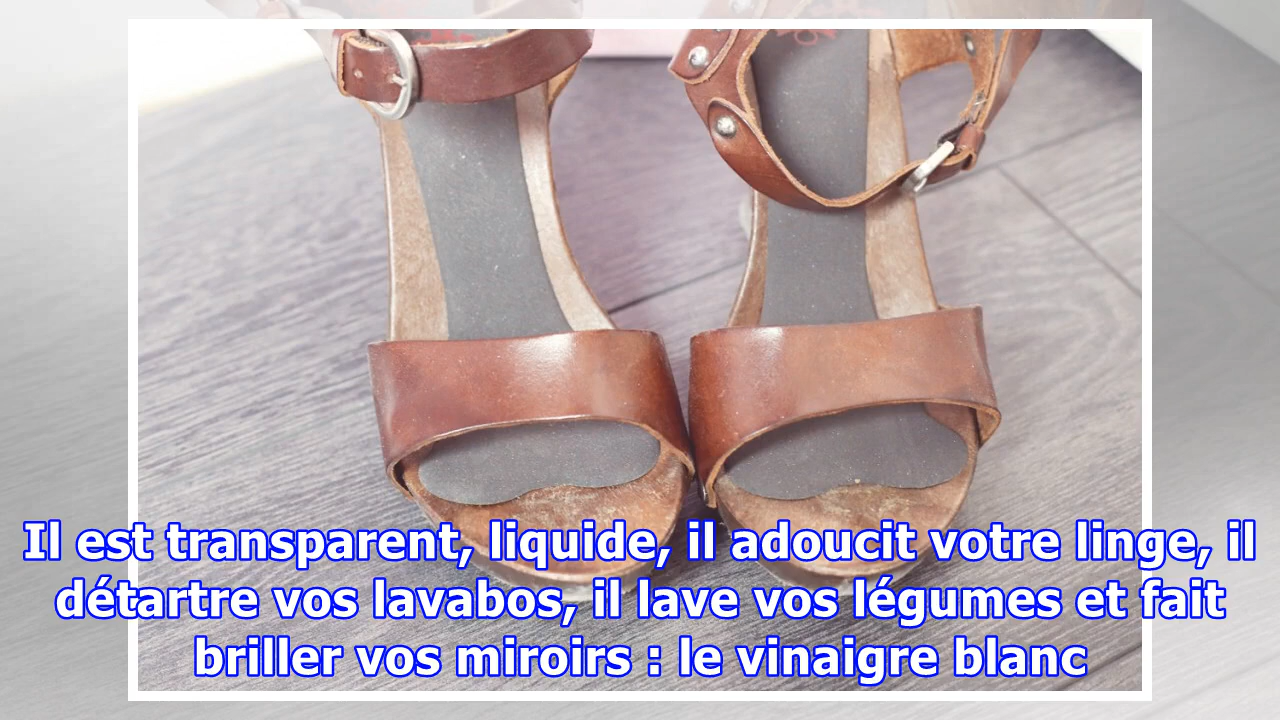 Il est transparent, liquide, il adoucit votre linge, il
détartre vos lavabos, il lave vos légumes et fait
briller vos miroirs : le vinaigre blanc